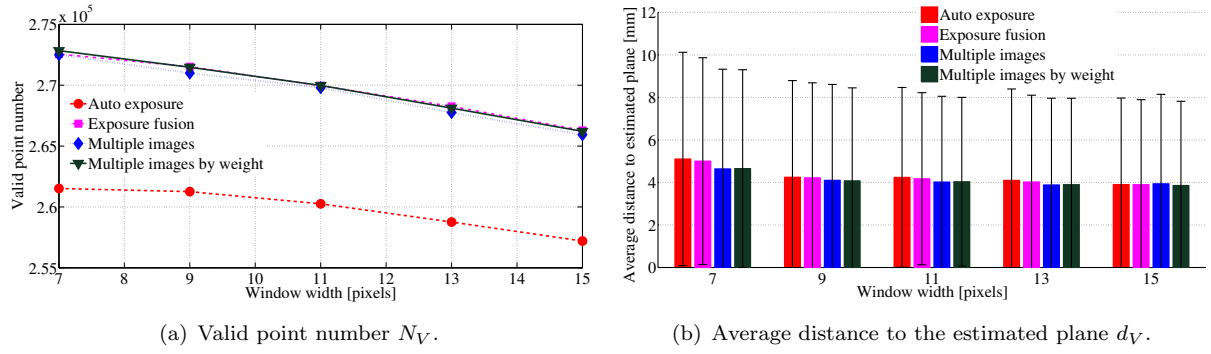 x 10^5
2.75
2.7
2.65
2.6
2.55
Valid point number
Auto exposure
Exposure fusion
Multiple images
Multiple images by weight
7 8 9 10 11 12 13 14 15
Window width [pixels]
(a) Valid point number N_V.
12
10
8
6
4
2
0
Average distance to estimated plane [mm]
Auto exposure
Exposure fusion
Multiple images
Multiple images by weight
7 9 11 13 15
Window width [pixels]
(b) Average distance to the estimated plane d_V.